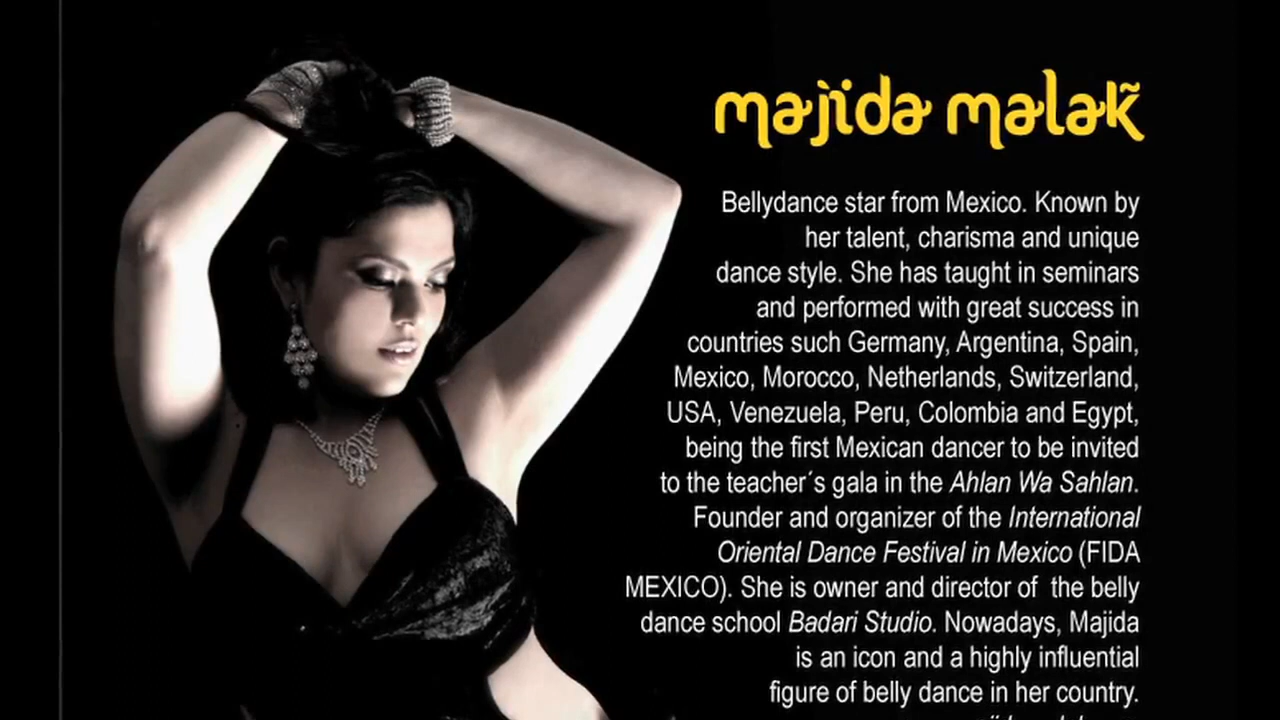 majida malak
Bellydance star from Mexico. Known by
her talent, charisma and unique
dance style. She has taught in seminars
and performed with great success in
countries such Germany, Argentina, Spain,
Mexico, Morocco, Netherlands, Switzerland,
USA, Venezuela, Peru, Colombia and Egypt,
being the first Mexican dancer to be invited
to the teacher´s gala in the Ahlan Wa Sahlan.
Founder and organizer of the International
Oriental Dance Festival in Mexico (FIDA
MEXICO). She is owner and director of  the belly
dance school Badari Studio. Nowadays, Majida
is an icon and a highly influential
figure of belly dance in her country.